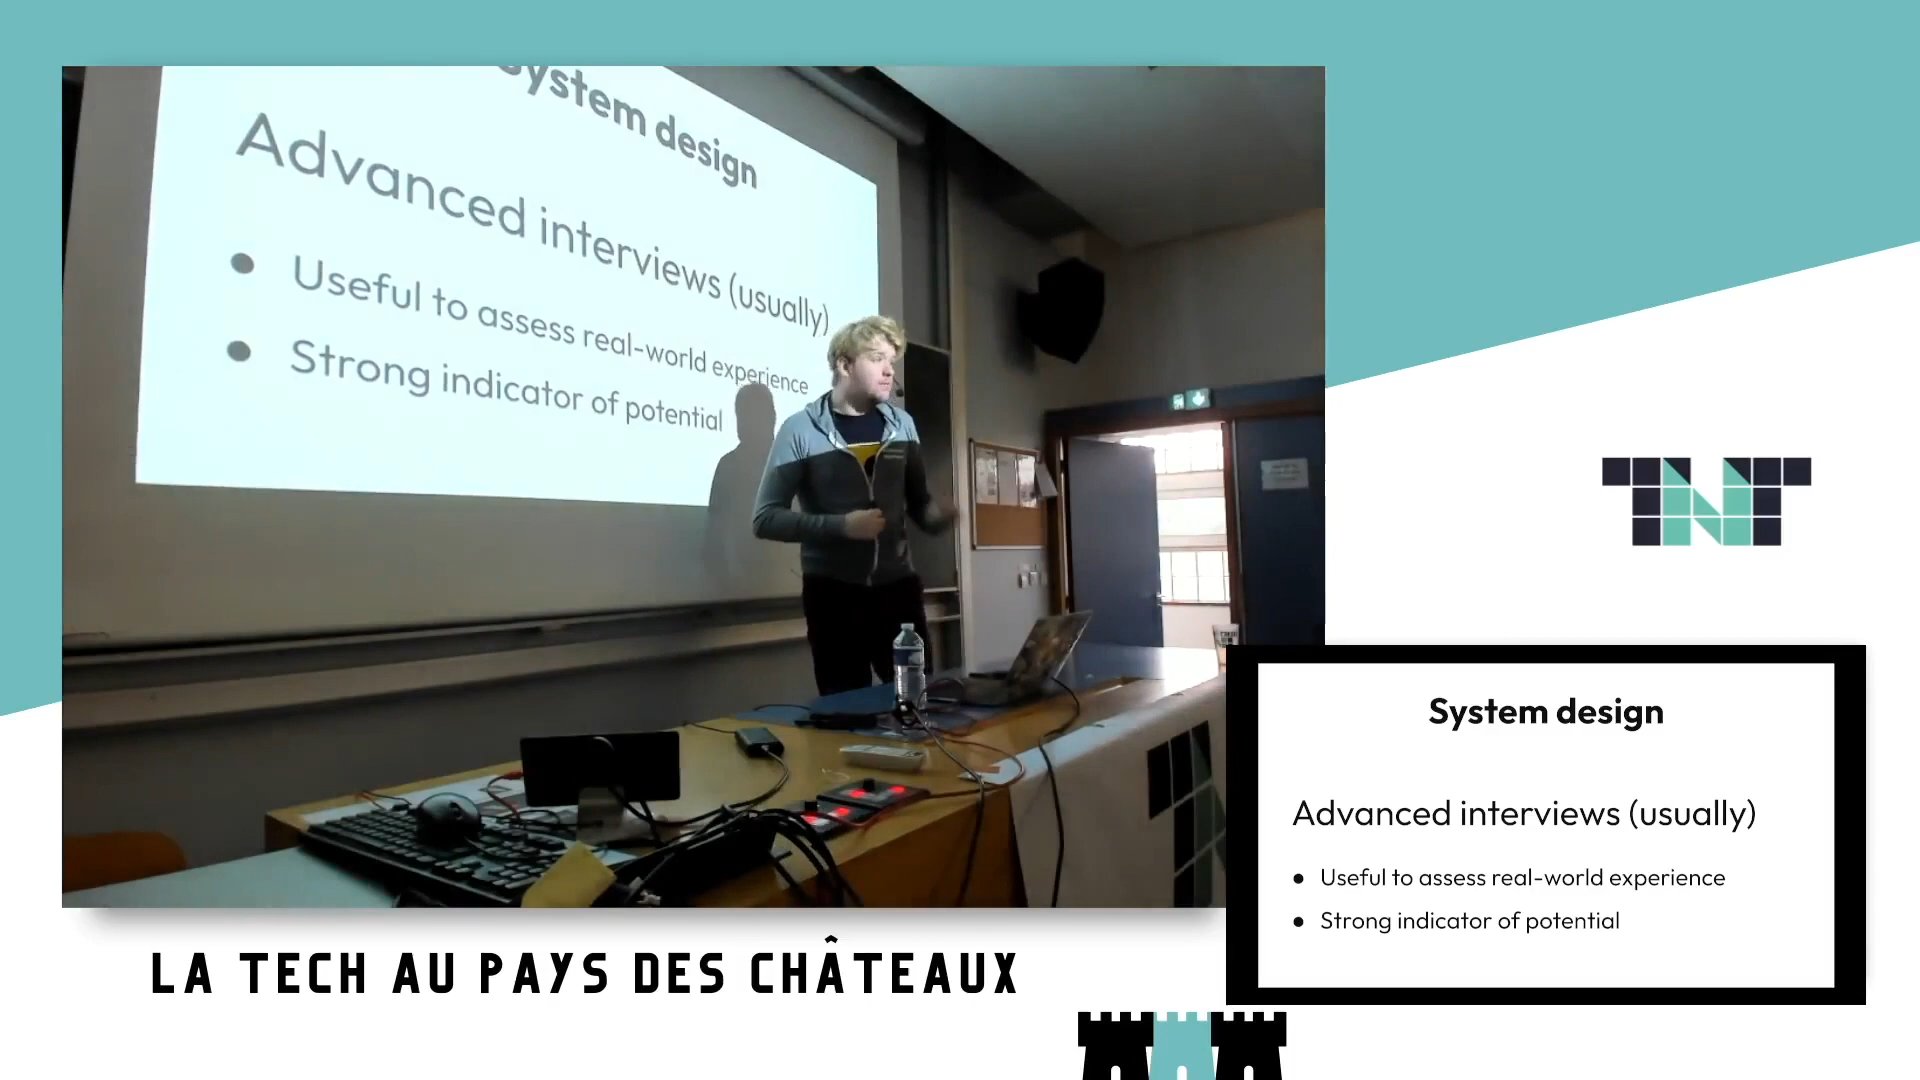 System design
Advanced interviews (usually)
Useful to assess real-world experience
Strong indicator of potential
TNT
System design
Advanced interviews (usually)
Useful to assess real-world experience
Strong indicator of potential
LA TECH AU PAYS DES CHÂTEAUX